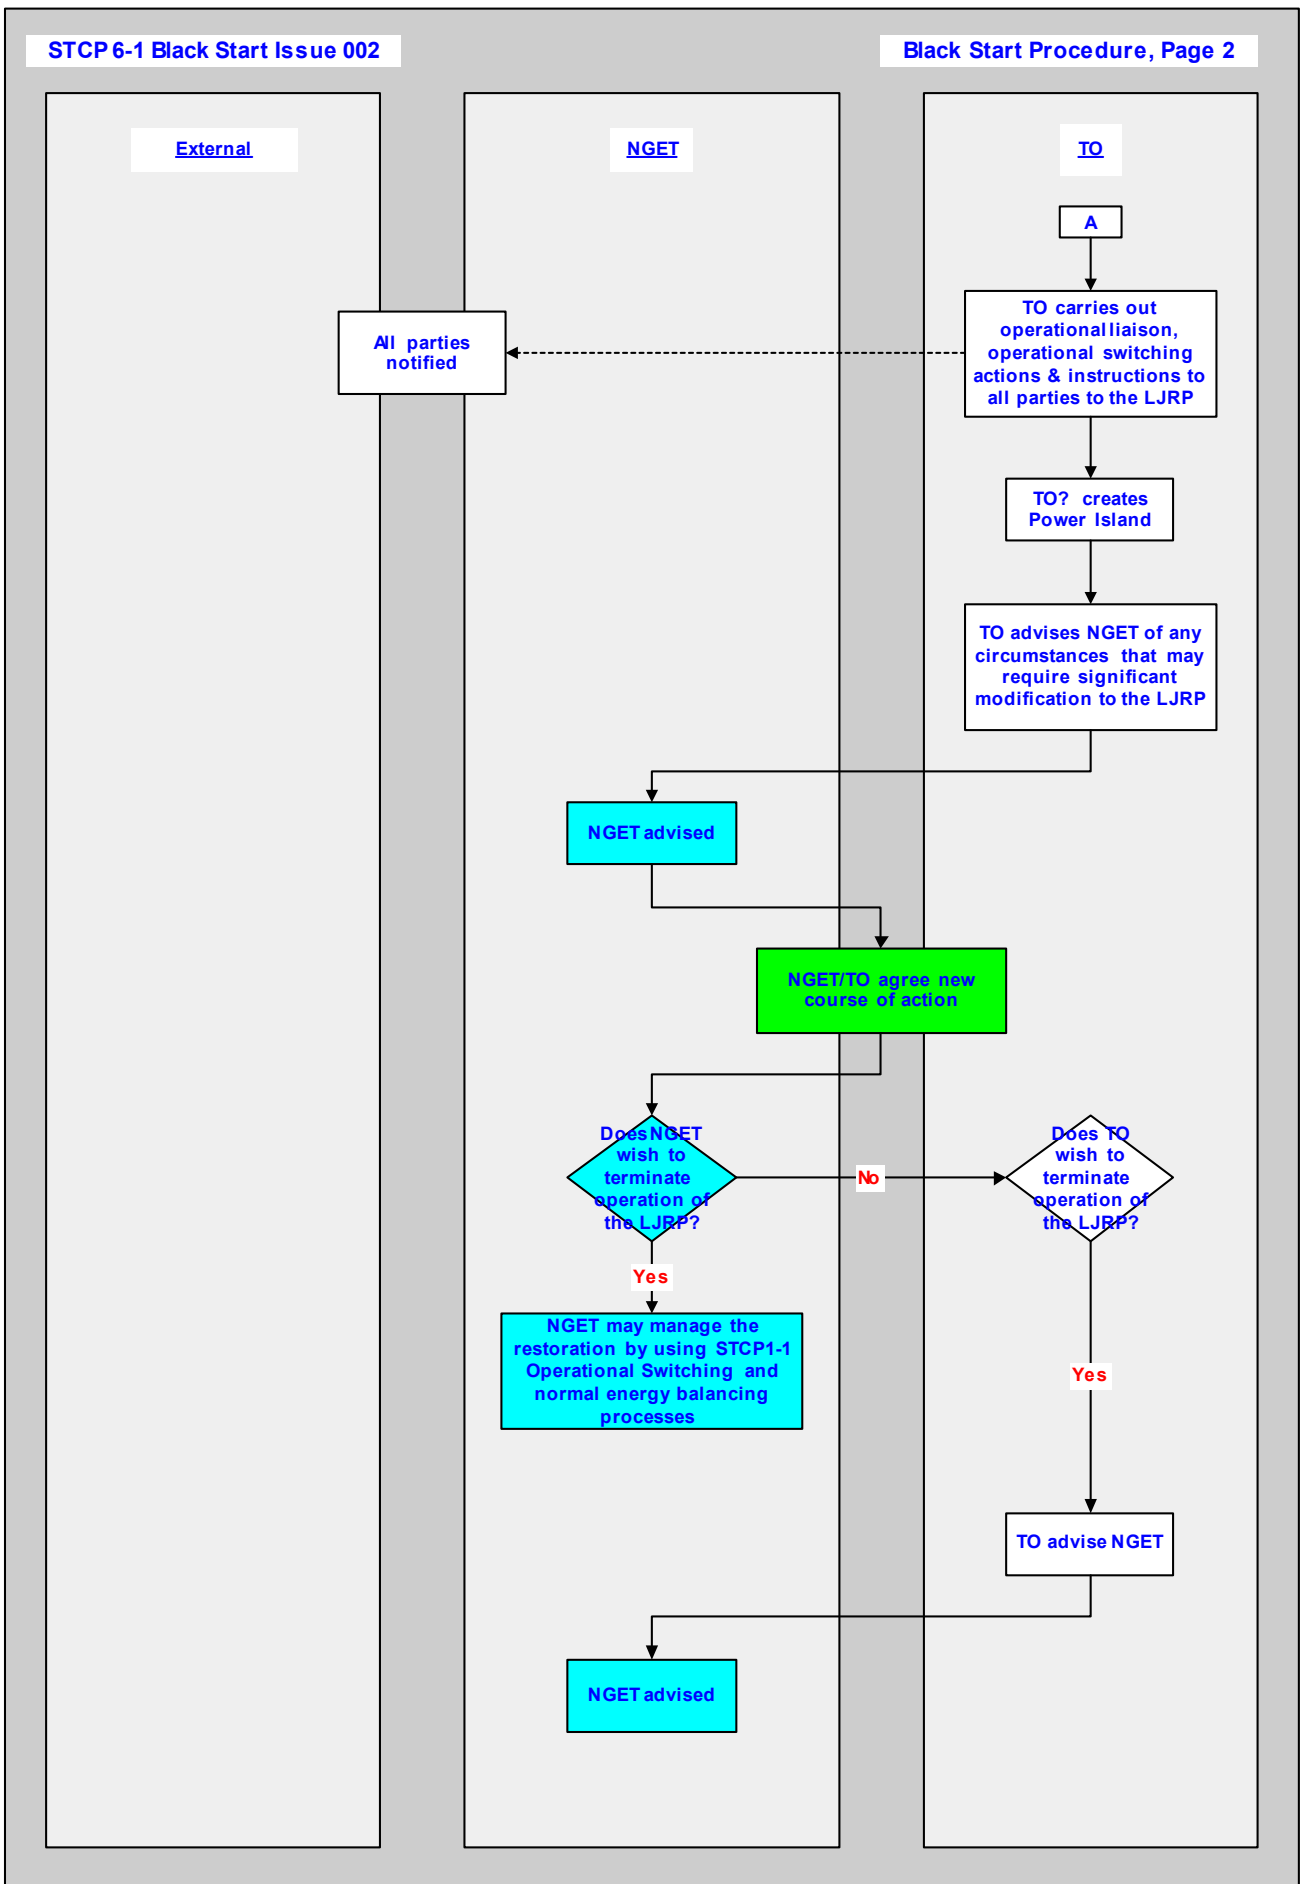 STCP 6-1 Black Start Issue 002
Black Start Procedure, Page 2
External
NGET
TO
A
TO carries out
operational liaison,
operational switching
actions & instructions to
all parties to the LJRP
All parties
notified
TO? creates
Power Island
TO advises NGET of any
circumstances that may
require significant
modification to the LJRP
NGET advised
NGET/TO agree new
course of action
Does NGET
wish to
terminate
operation of
the LJRP?
No
Does TO
wish to
terminate
operation of
the LJRP?
Yes
NGET may manage the
restoration by using STCP1-1
Operational Switching and
normal energy balancing
processes
Yes
TO advise NGET
NGET advised